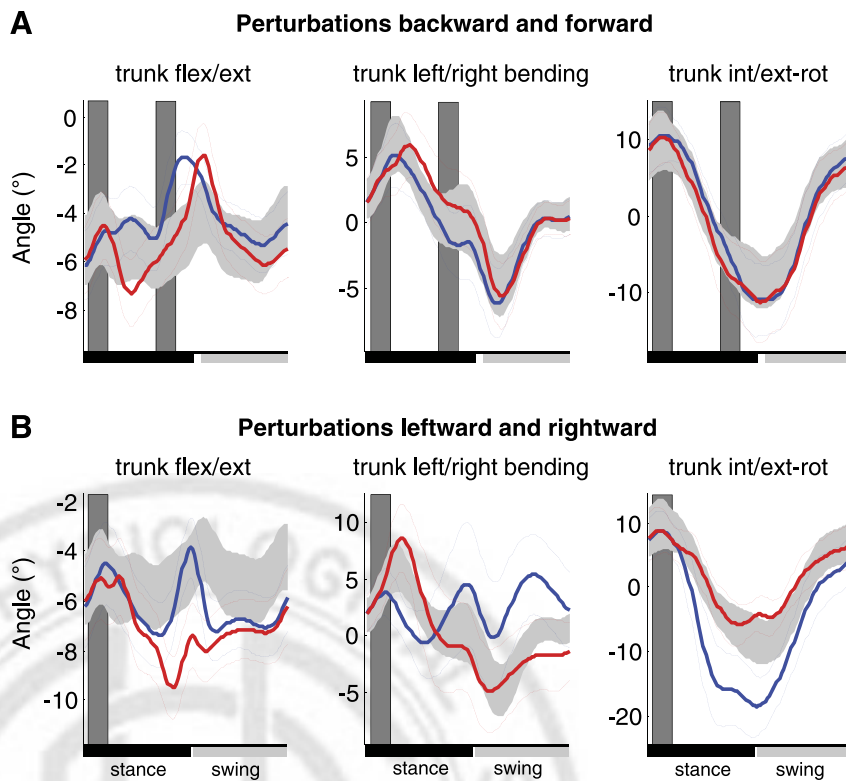 A
Perturbations backward and forward
trunk flex/ext
trunk left/right bending
trunk int/ext-rot
Angle (°)
0
-2
-4
-6
-8
5
0
-5
10
0
-10
B
Perturbations leftward and rightward
trunk flex/ext
trunk left/right bending
trunk int/ext-rot
Angle (°)
-2
-4
-6
-8
-10
10
5
0
-5
10
0
-10
-20
stance swing
stance swing
stance swing